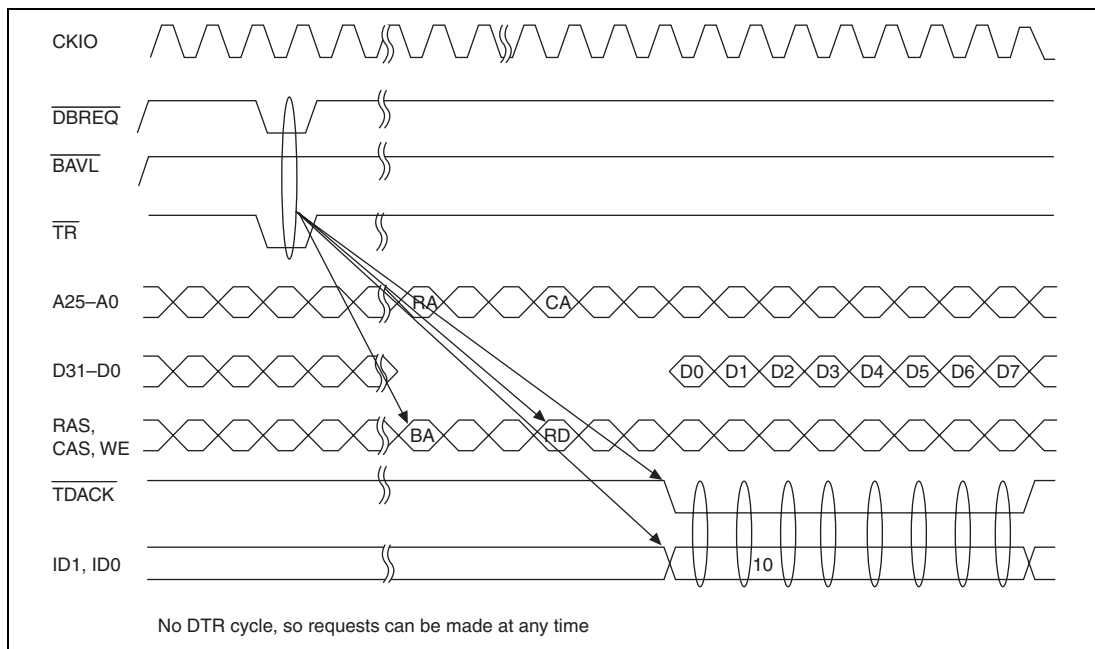 CKIO
DBREQ
BAVL
TR
A25–A0 RA CA
D31–D0 D0 D1 D2 D3 D4 D5 D6 D7
RAS,
CAS, WE BA RD
TDACK
ID1, ID0 10
No DTR cycle, so requests can be made at any time